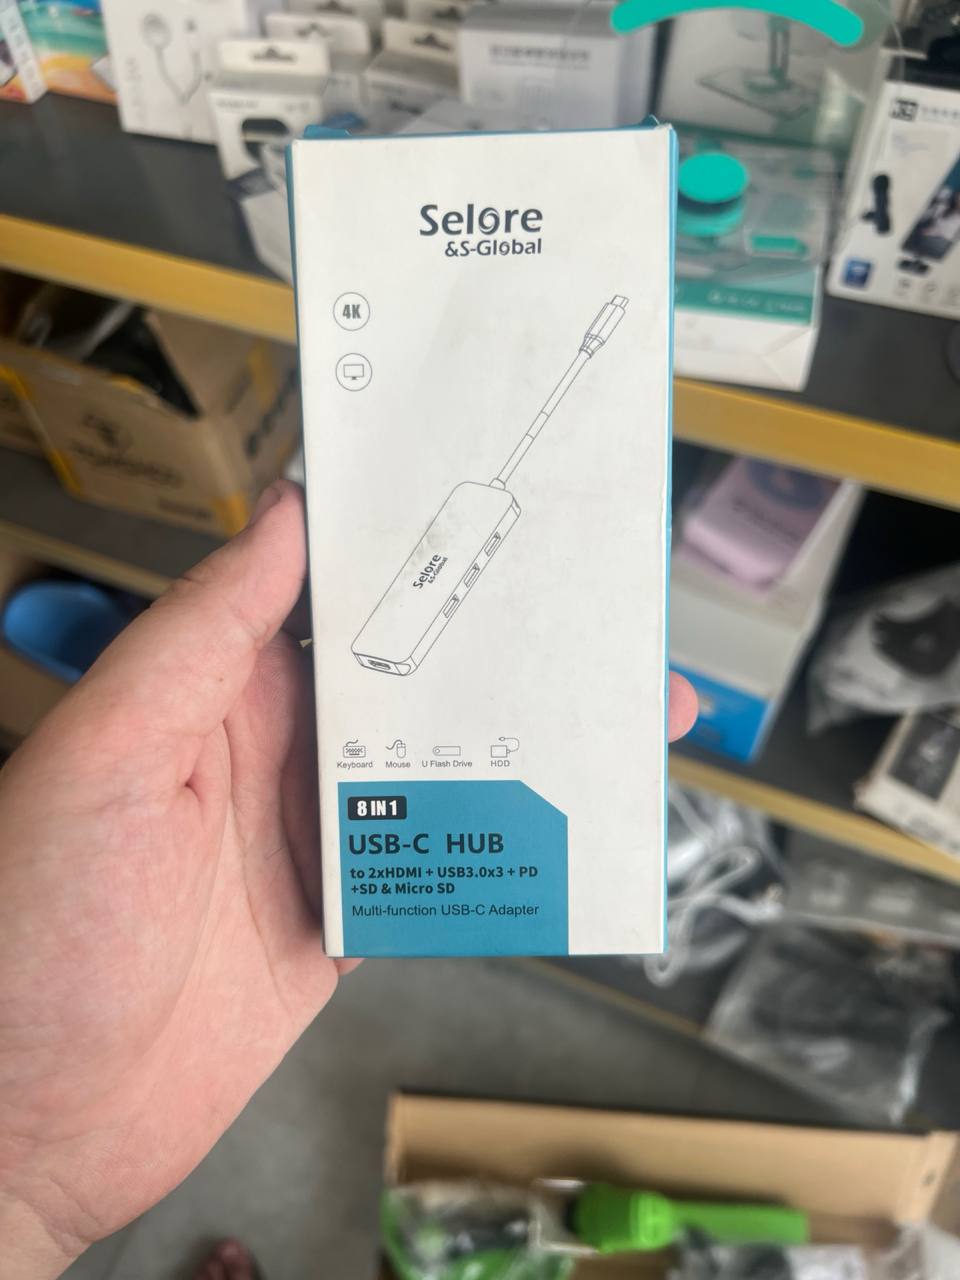 Selore
&S-Global
4K
Selore
&S-Global
Keyboard Mouse U Flash Drive HDD
8 IN 1
USB-C HUB
to 2xHDMI + USB3.0x3 + PD
+SD & Micro SD
Multi-function USB-C Adapter